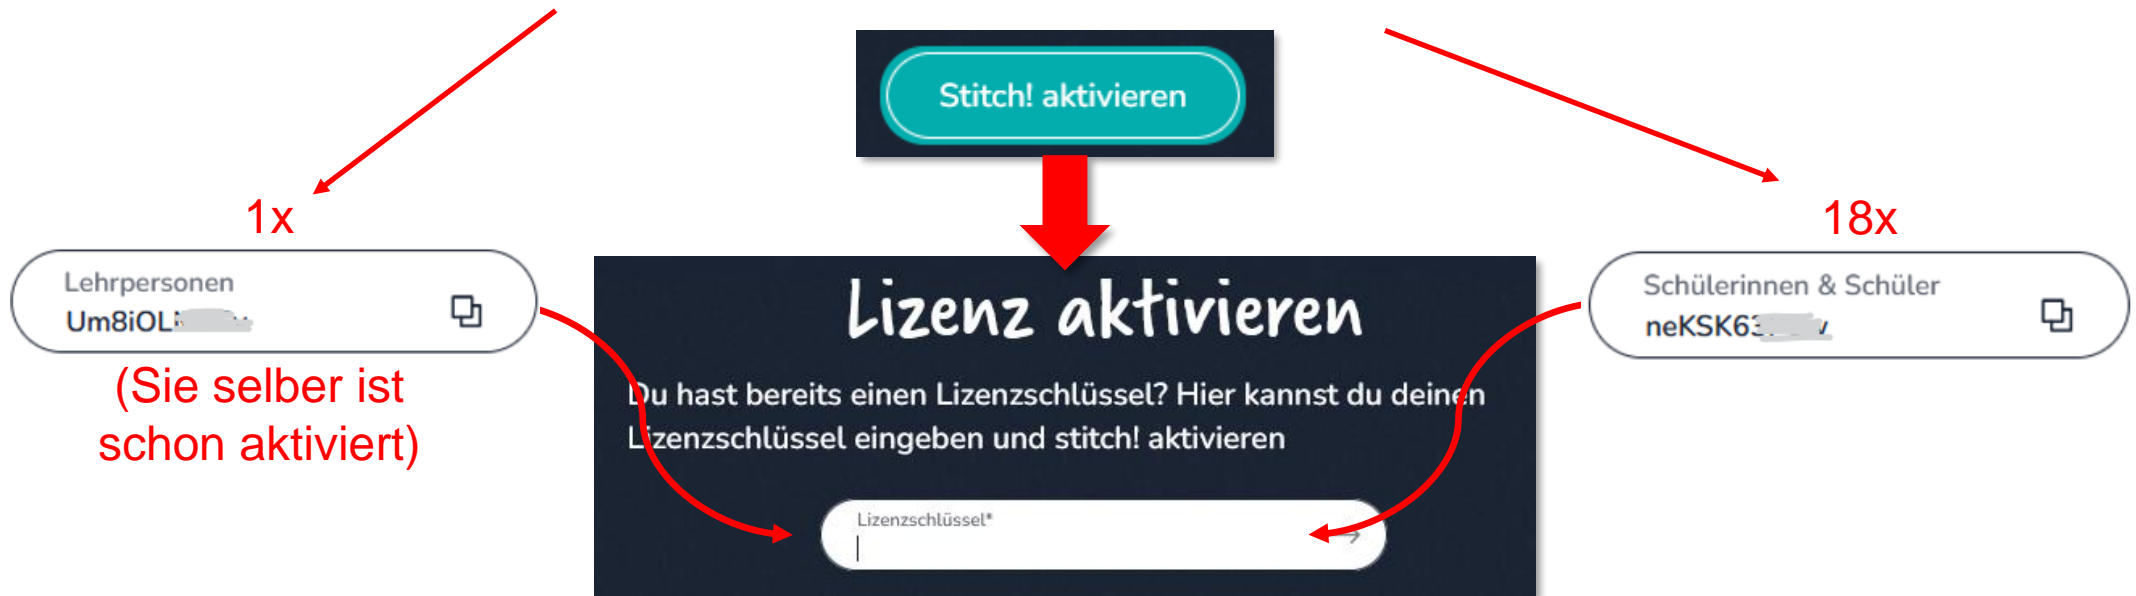 Stitch! aktivieren
1x
18x
Lehrpersonen
Um8iOLi
(Sie selber ist
schon aktiviert)
Lizenz aktivieren
Du hast bereits einen Lizenzschlüssel? Hier kannst du deinen
Lizenzschlüssel eingeben und stitch! aktivieren
Lizenzschlüssel*
Schülerinnen & Schüler
neKSK63